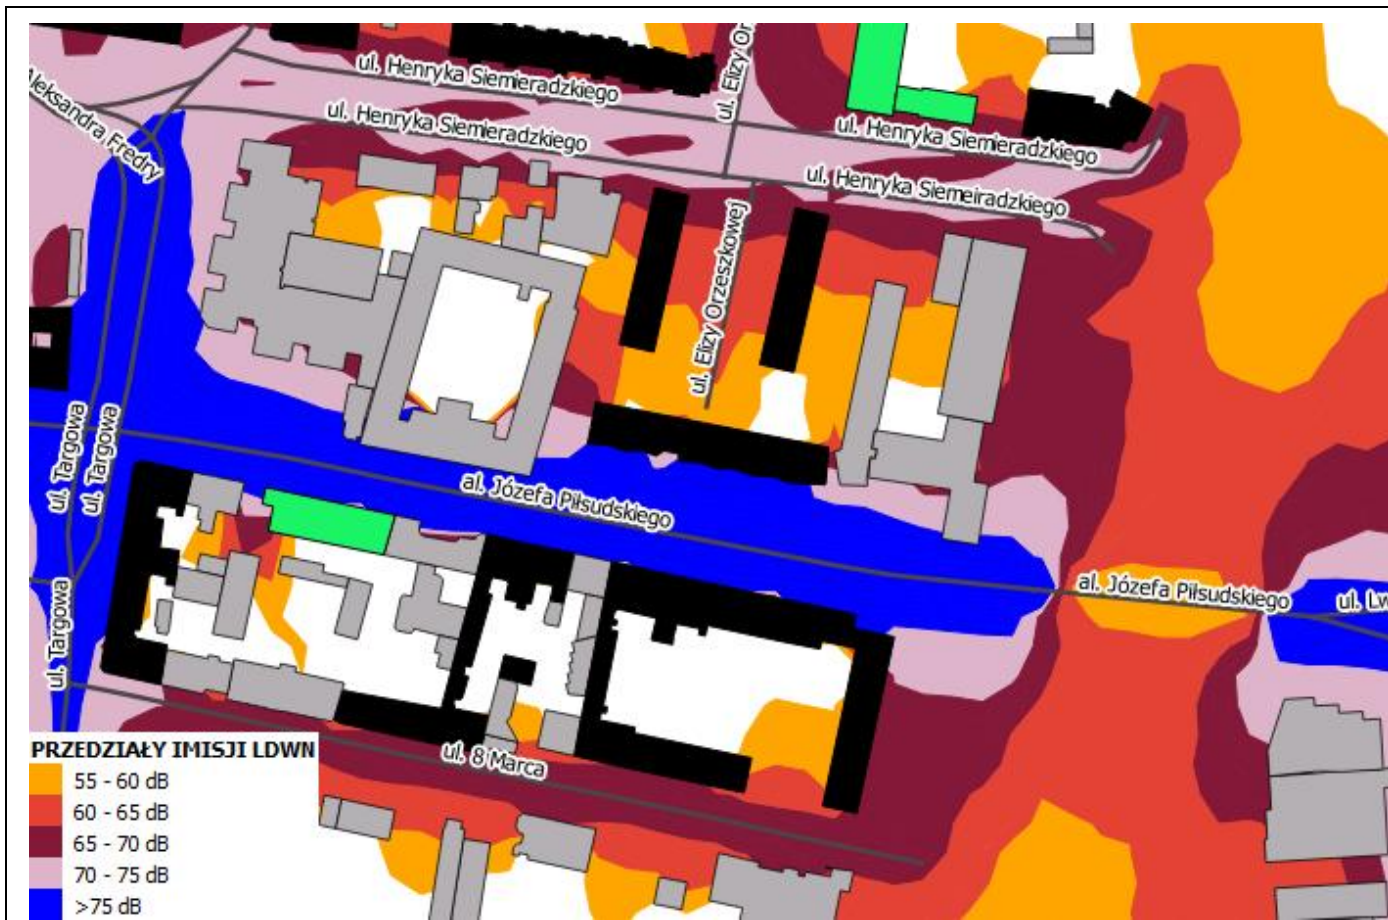 ul. Elizy Or
ul. Henryka Siemieradzkiego
leksandra Fredry
ul. Henryka Siemieradzkiego
ul. Henryka Siemieradzkiego
ul. Henryka Siemeiradzkiego
ul. Elizy Orzeszkowej
ul. Targowa
ul. Targowa
al. Józefa Piłsudskiego
al. Józefa Piłsudskiego
ul. Lw
ul. Targowa
ul. 8 Marca
PRZEDZIAŁY IMISJI LDWN
55 - 60 dB
60 - 65 dB
65 - 70 dB
70 - 75 dB
>75 dB